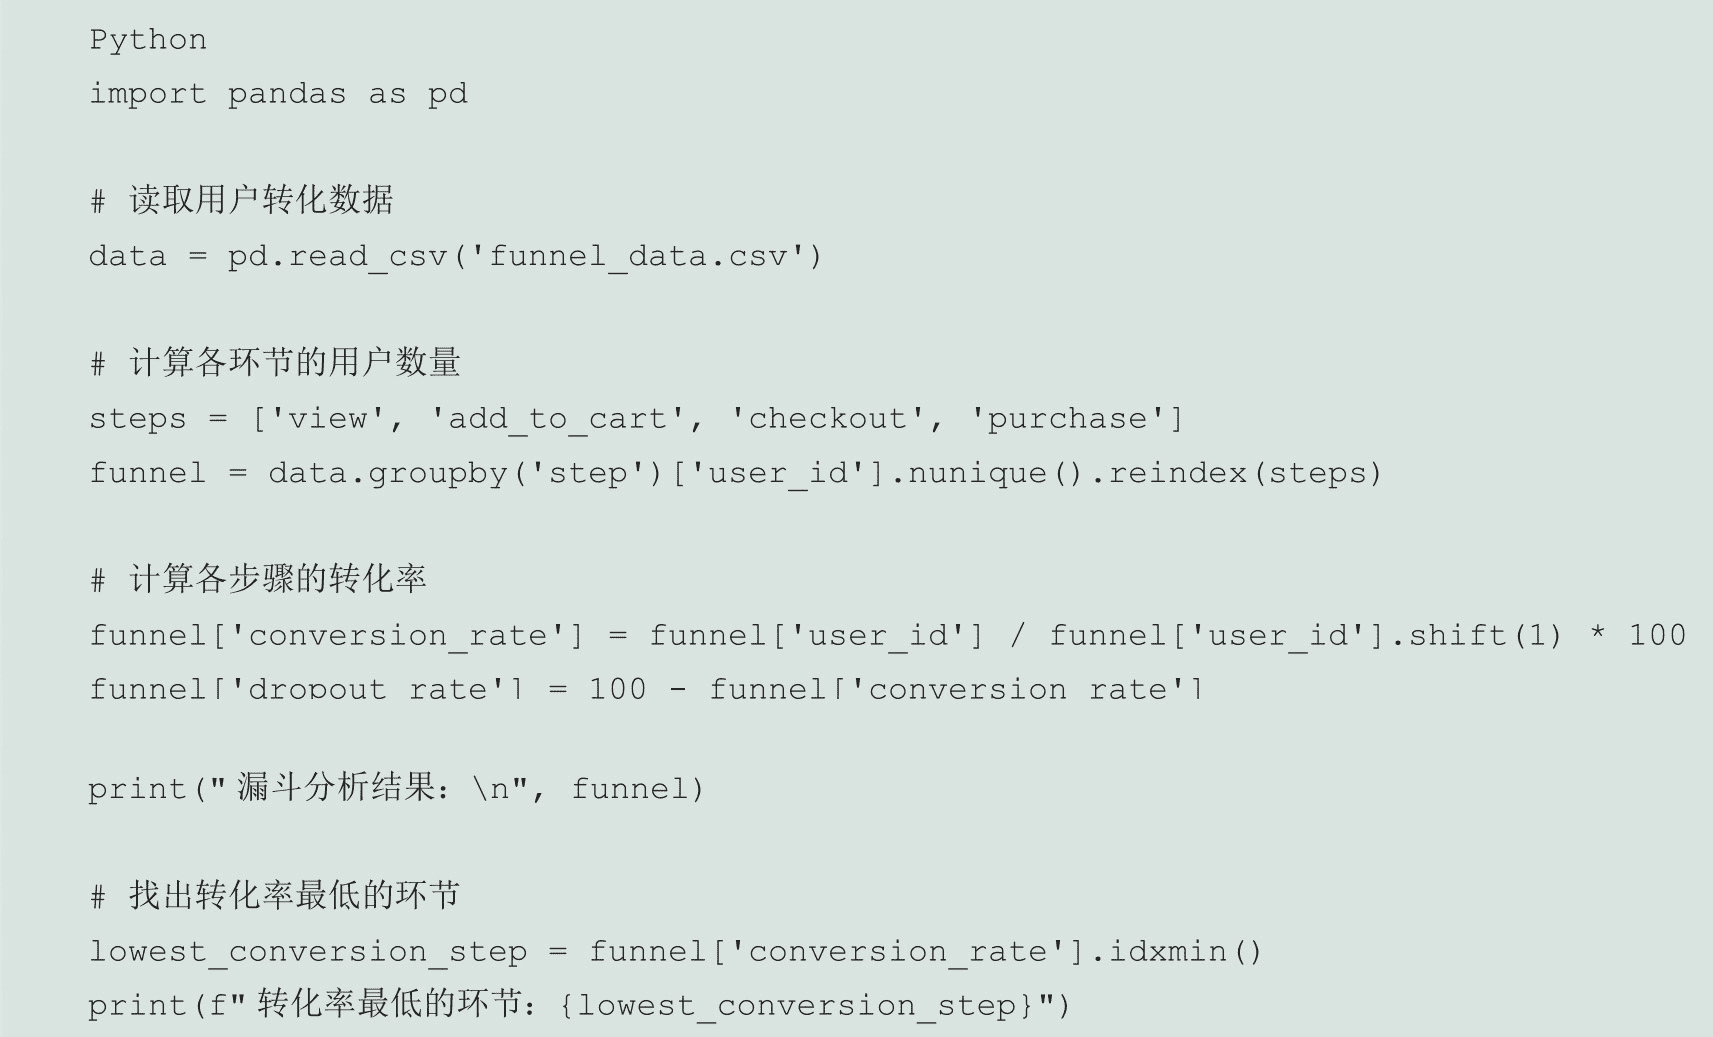 Python
import pandas as pd
# 读取用户转化数据
data = pd.read_csv('funnel_data.csv')
# 计算各环节的用户数量
steps = ['view', 'add_to_cart', 'checkout', 'purchase']
funnel = data.groupby('step')['user_id'].nunique().reindex(steps)
# 计算各步骤的转化率
funnel['conversion_rate'] = funnel['user_id'] / funnel['user_id'].shift(1) * 100
funnel['dropout_rate'] = 100 - funnel['conversion_rate']
print("漏斗分析结果：\n", funnel)
# 找出转化率最低的环节
lowest_conversion_step = funnel['conversion_rate'].idxmin()
print(f"转化率最低的环节：{lowest_conversion_step}")